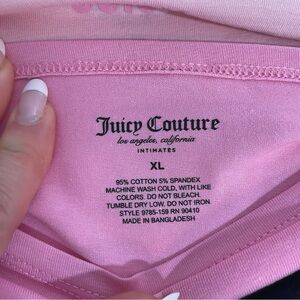 Juicy Couture
los angeles, california
INTIMATES
XL
95% COTTON 5% SPANDEX
MACHINE WASH COLD, WITH LIKE
COLORS. DO NOT BLEACH.
TUMBLE DRY LOW. DO NOT IRON.
STYLE 9785-159 RN 90410
MADE IN BANGLADESH